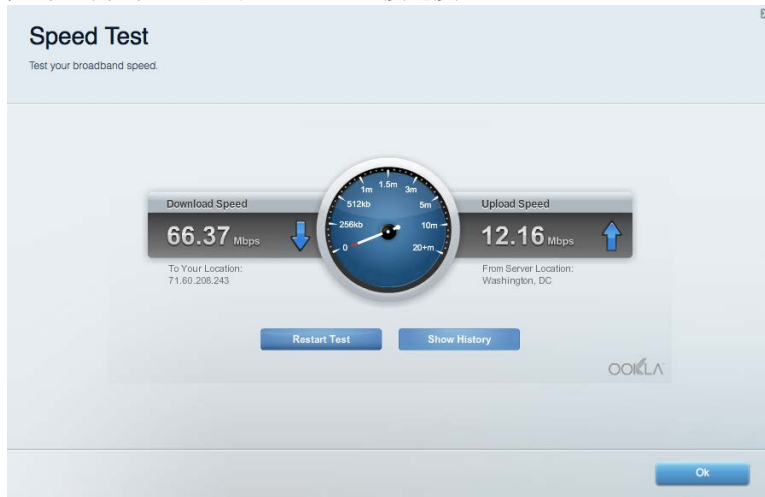 Speed Test
Test your broadband speed.
Download Speed
66.37 Mbps
To Your Location:
71.60.208.243
0
256kb
512kb
1m
1.5m
3m
5m
10m
20+m
Upload Speed
12.16 Mbps
From Server Location:
Washington, DC
Restart Test
Show History
OOKLA
Ok